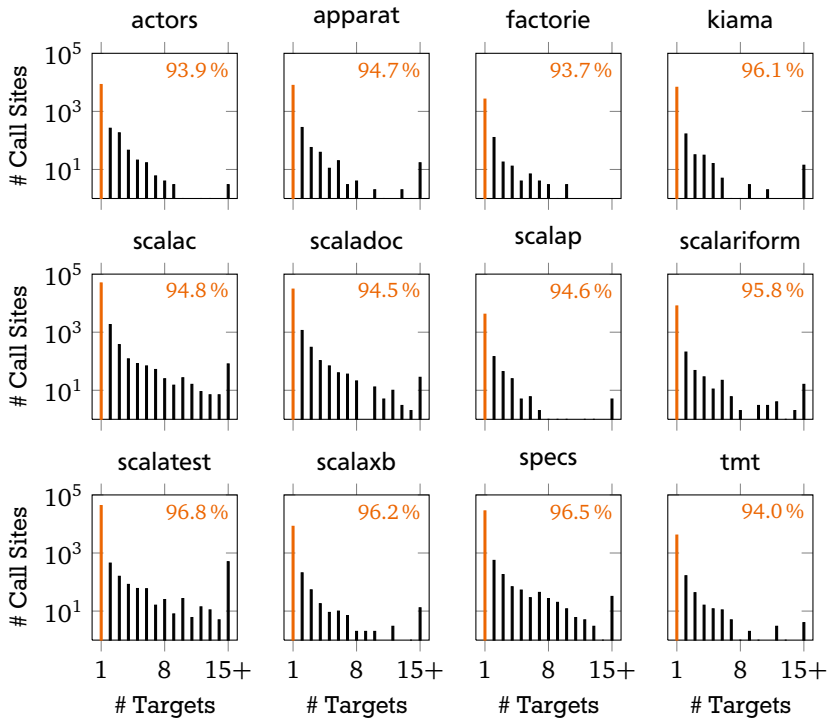 actors apparat factorie kiama
10^5 93.9 % 94.7 % 93.7 % 96.1 %
10^3
10^1
# Call Sites
scalac scaladoc scalap scalariform
10^5 94.8 % 94.5 % 94.6 % 95.8 %
10^3
10^1
# Call Sites
scalatest scalaxb specs tmt
10^5 96.8 % 96.2 % 96.5 % 94.0 %
10^3
10^1
# Call Sites
1 8 15+ 1 8 15+ 1 8 15+ 1 8 15+
# Targets # Targets # Targets # Targets